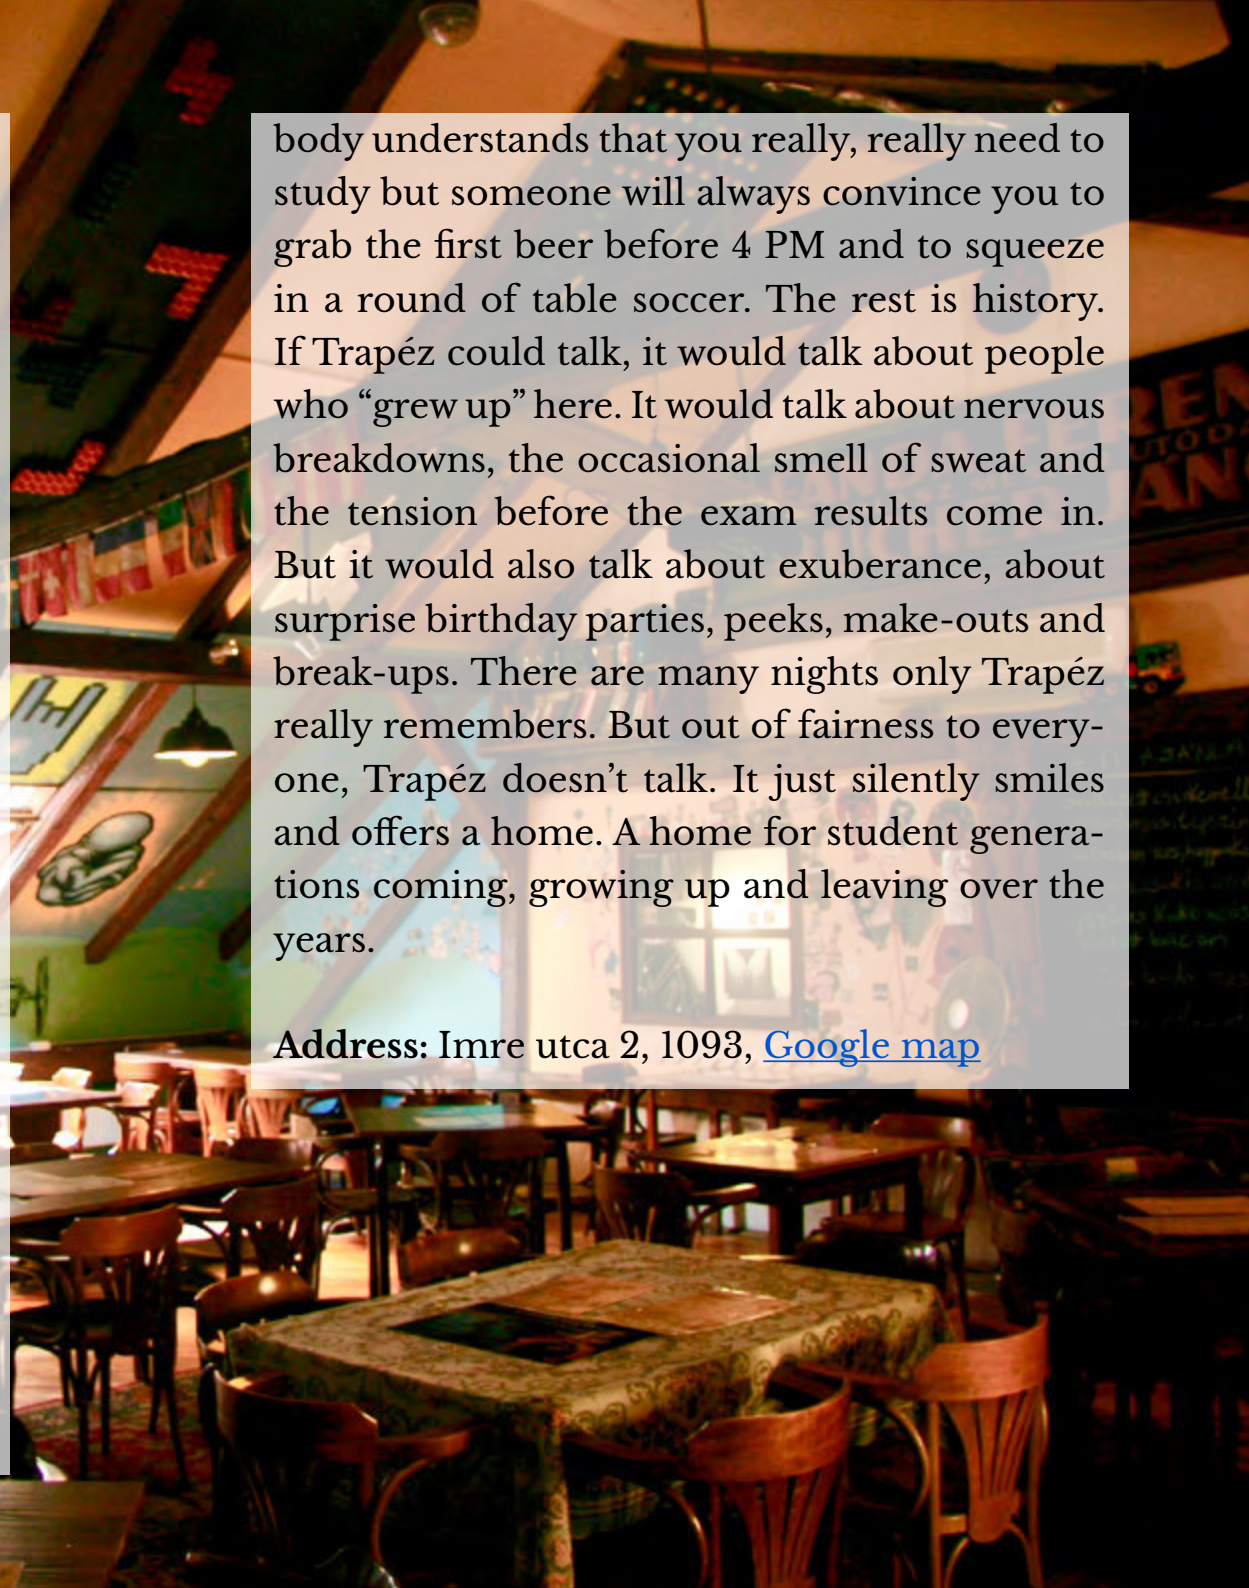 body understands that you really, really need to
study but someone will always convince you to
grab the first beer before 4 PM and to squeeze
in a round of table soccer. The rest is history.
If Trapéz could talk, it would talk about people
who “grew up” here. It would talk about nervous
breakdowns, the occasional smell of sweat and
the tension before the exam results come in.
But it would also talk about exuberance, about
surprise birthday parties, peeks, make-outs and
break-ups. There are many nights only Trapéz
really remembers. But out of fairness to every-
one, Trapéz doesn’t talk. It just silently smiles
and offers a home. A home for student genera-
tions coming, growing up and leaving over the
years.
Address: Imre utca 2, 1093, Google map